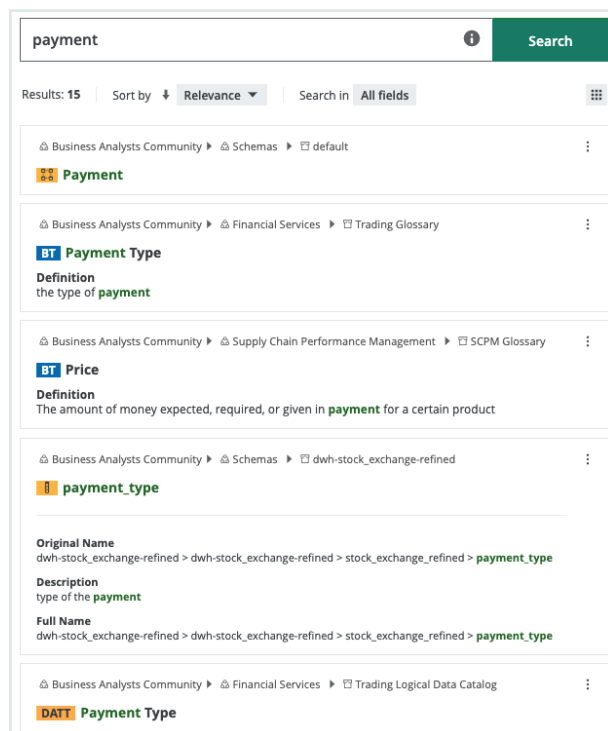 payment
Search
Results: 15 Sort by Relevance Search in All fields
Business Analysts Community Schemas default
Payment
Business Analysts Community Financial Services Trading Glossary
BT Payment Type
Definition
the type of payment
Business Analysts Community Supply Chain Performance Management SCPM Glossary
BT Price
Definition
The amount of money expected, required, or given in payment for a certain product
Business Analysts Community Schemas dwh-stock_exchange-refined
payment_type
Original Name
dwh-stock_exchange-refined > dwh-stock_exchange-refined > stock_exchange_refined > payment_type
Description
type of the payment
Full Name
dwh-stock_exchange-refined > dwh-stock_exchange-refined > stock_exchange_refined > payment_type
Business Analysts Community Financial Services Trading Logical Data Catalog
DATT Payment Type